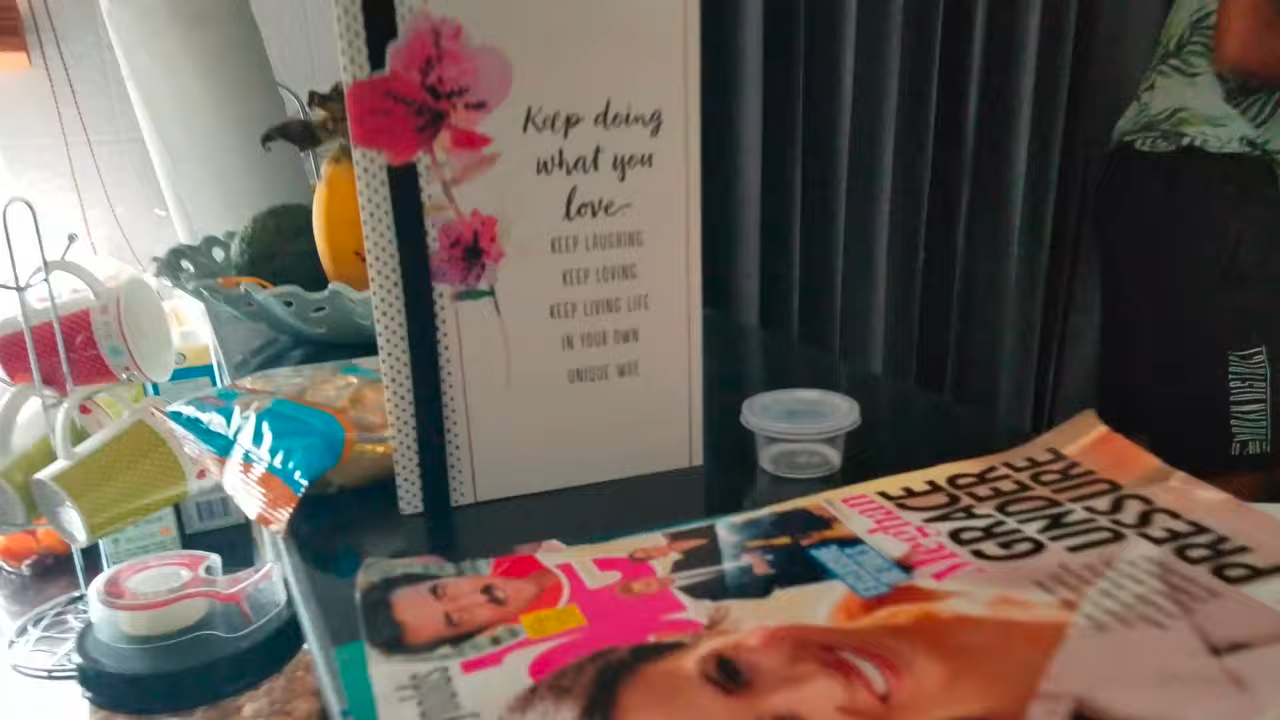 Keep doing
what you
love
KEEP LAUGHING
KEEP LOVING
KEEP LIVING LIFE
IN YOUR OWN
UNIQUE WAY
Meghan
GRACE
UNDER
PRESSURE